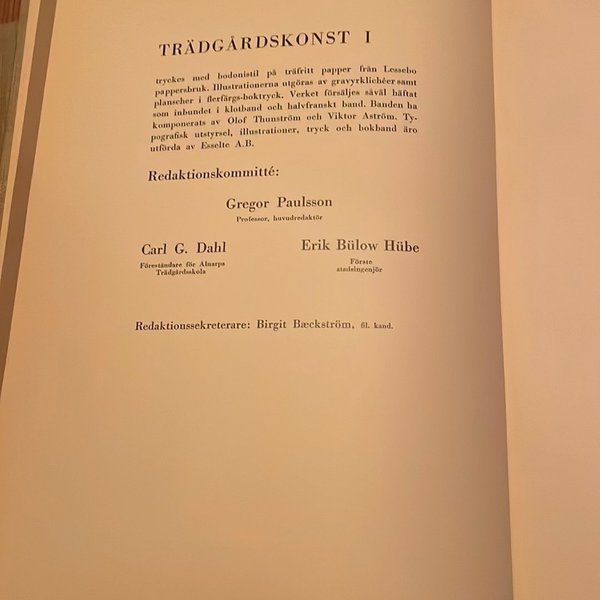 TRÄDGÅRDSKONST I
tryckes med bodonistil på träfritt papper från Lessebo
pappersbruk. Illustrationerna utgöras av gravyrklichéer samt
planscher i flerfärgs-boktryck. Verket försäljes såväl häftat
som inbundet i klotband och halvfranskt band. Banden ha
komponerats av Olof Thunström och Viktor Aström. Ty-
pografisk utstyrsel, illustrationer, tryck och bokband äro
utförda av Esselte A.B.
Redaktionskommitté:
Gregor Paulsson
Professor, huvudredaktör
Carl G. Dahl
Föreståndare för Alnarps
Trädgårdsskola
Erik Bülow Hübe
Förste
stadsingenjör
Redaktionssekreterare: Birgit Bæckström, fil. kand.